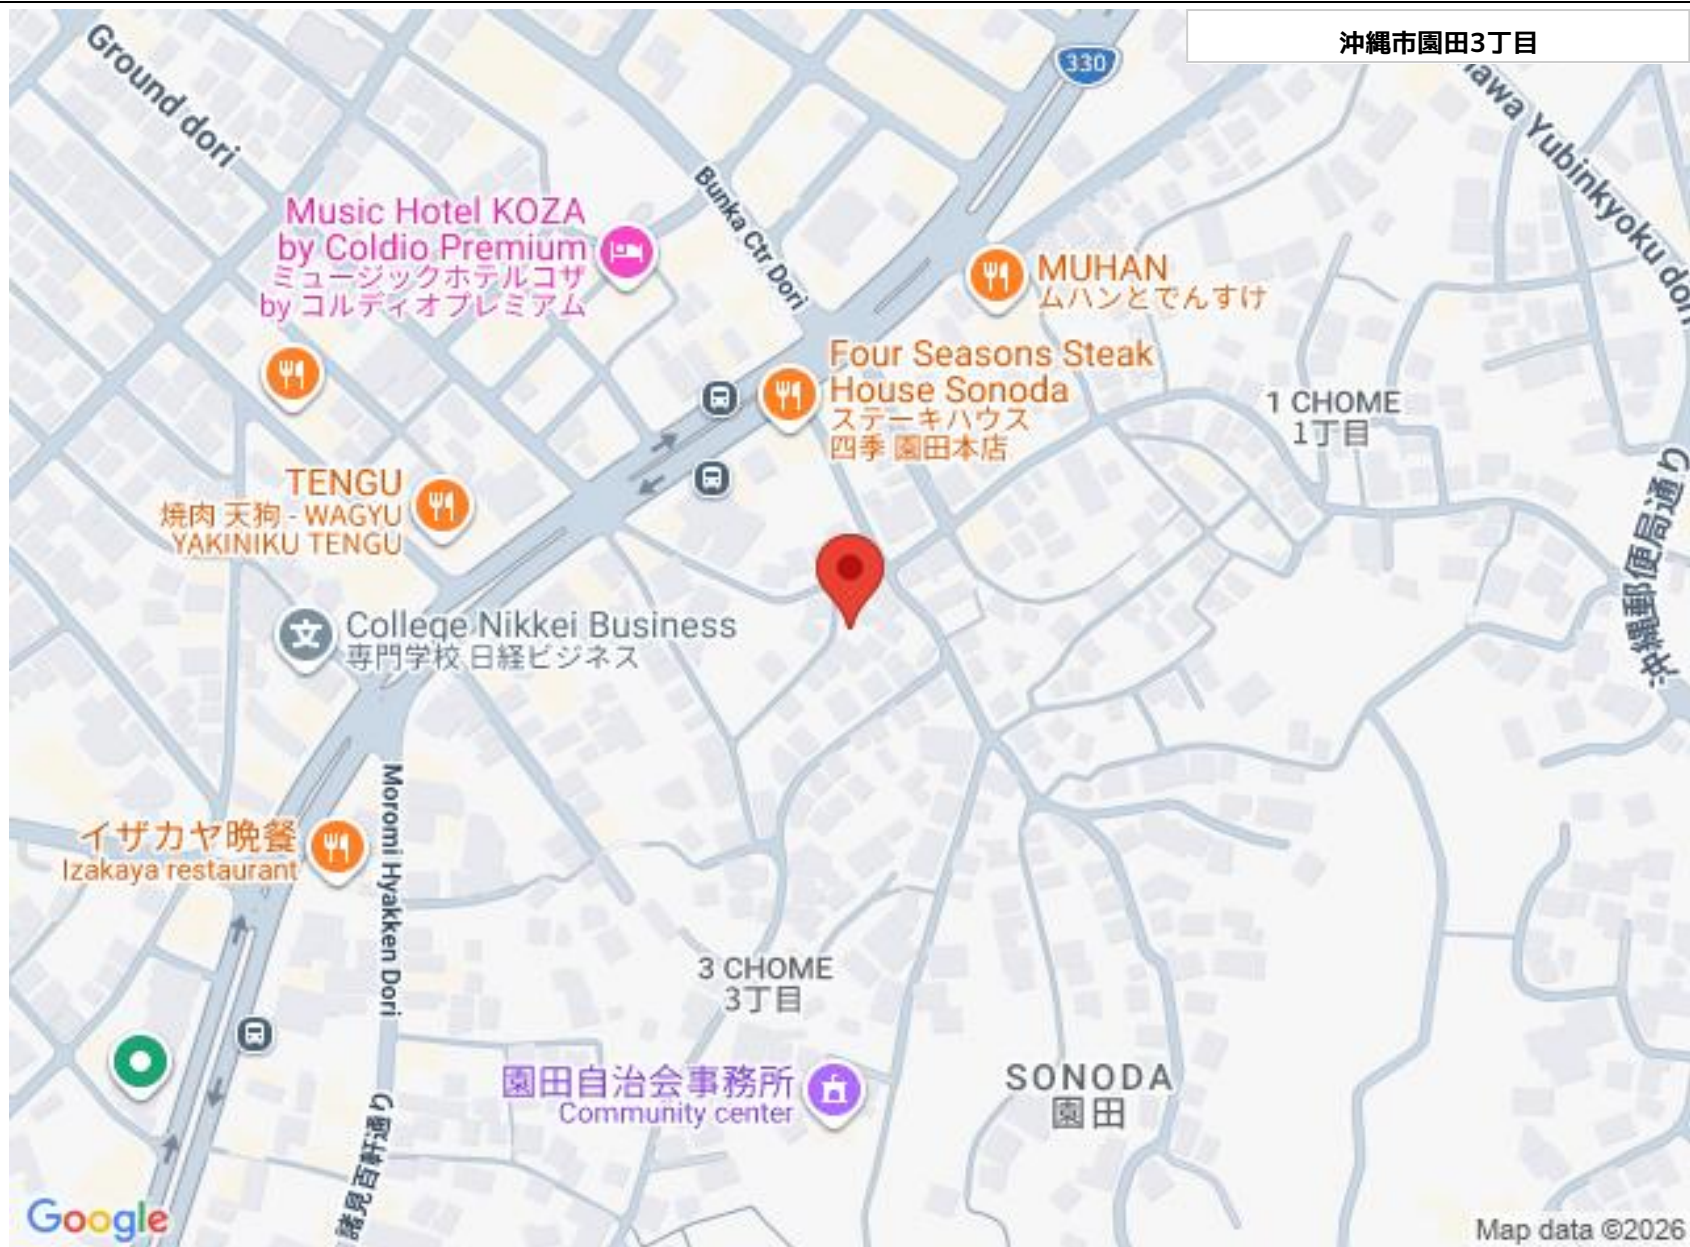 沖縄市園田3丁目
330
Ground dori
Okinawa Yubinkyoku dori
Bunka Ctr Dori
Music Hotel KOZA
by Coldio Premium
ミュージックホテルコザ
by コルディオプレミアム
MUHAN
ムハンとでんすけ
Four Seasons Steak
House Sonoda
ステーキハウス
四季 園田本店
1 CHOME
1丁目
TENGU
焼肉 天狗 - WAGYU
YAKINIKU TENGU
沖縄郵便局通り
College Nikkei Business
専門学校 日経ビジネス
イザカヤ晩餐
Izakaya restaurant
Moromi Hyakken Dori
3 CHOME
3丁目
園田自治会事務所
Community center
SONODA
園田
諸見百軒通り
Google
Map data ©2026